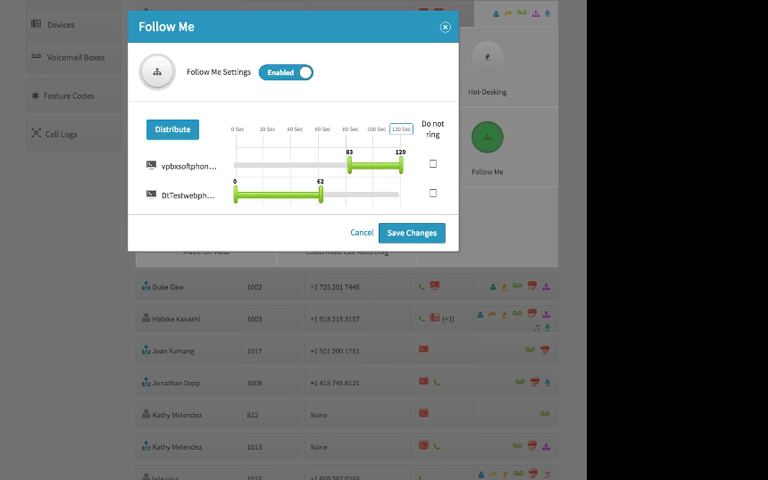 Follow Me
Devices
Voicemail Boxes
Feature Codes
Call Logs
Follow Me Settings
Enabled
Hot-Desking
Follow Me
Distribute
0 Sec 20 Sec 40 Sec 60 Sec 80 Sec 100 Sec 120 Sec
Do not ring
83 120
vpbxsoftphon...
0 62
DtTestwebph...
Cancel
Save Changes
Duke Gaw 1002 +1 725 201 7446
Hatake Kakashi 1003 +1 918 215 3157 (+1)
Jean Yumang 1017 +1 501 200 1751
Jonathan Depp 1008 +1 415 745 8121
Kathy Melendez 812 None
Kathy Melendez 1013 None